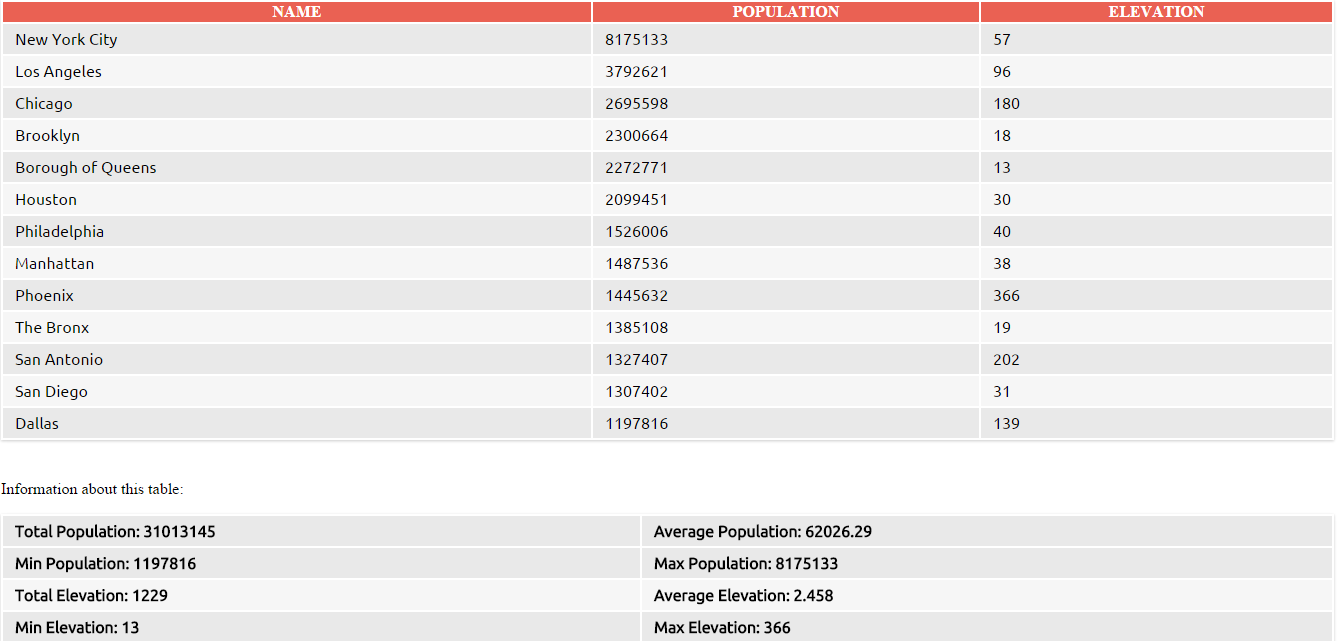 NAME POPULATION ELEVATION
New York City 8175133 57
Los Angeles 3792621 96
Chicago 2695598 180
Brooklyn 2300664 18
Borough of Queens 2272771 13
Houston 2099451 30
Philadelphia 1526006 40
Manhattan 1487536 38
Phoenix 1445632 366
The Bronx 1385108 19
San Antonio 1327407 202
San Diego 1307402 31
Dallas 1197816 139
Information about this table:
Total Population: 31013145 Average Population: 62026.29
Min Population: 1197816 Max Population: 8175133
Total Elevation: 1229 Average Elevation: 2.458
Min Elevation: 13 Max Elevation: 366